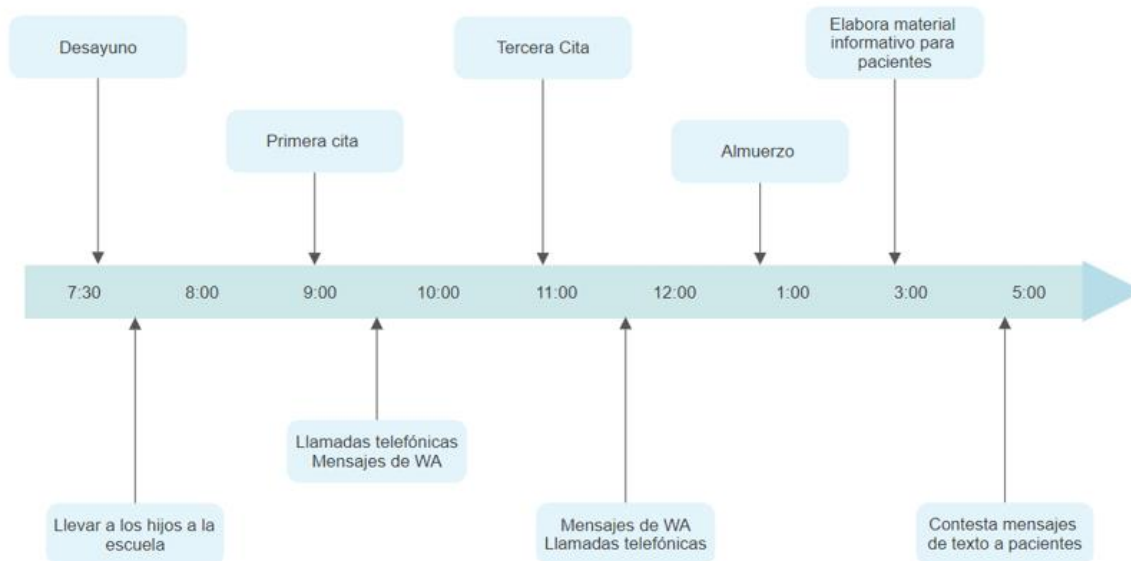 Desayuno
Tercera Cita
Elabora material
informativo para
pacientes
Primera cita
Almuerzo
7:30
8:00
9:00
10:00
11:00
12:00
1:00
3:00
5:00
Llamadas telefónicas
Mensajes de WA
Llevar a los hijos a la
escuela
Mensajes de WA
Llamadas telefónicas
Contesta mensajes
de texto a pacientes